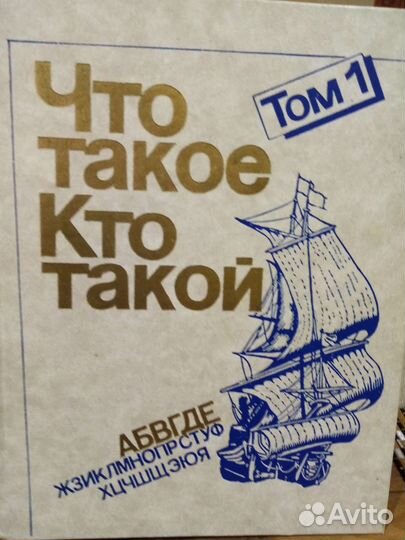 Что
такое
Кто
такой
Том 1
АБВГДЕ
ЖЗИКЛМНОПРСТУФ
ХЦЧШЩЭЮЯ
Avito